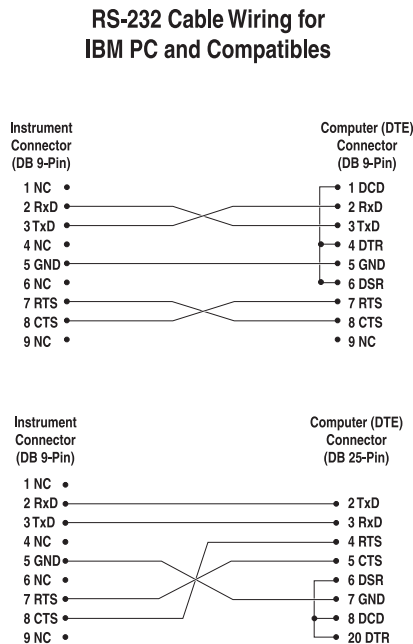 RS-232 Cable Wiring for
IBM PC and Compatibles
Instrument
Connector
(DB 9-Pin)
1 NC
2 RxD
3 TxD
4 NC
5 GND
6 NC
7 RTS
8 CTS
9 NC
Computer (DTE)
Connector
(DB 9-Pin)
1 DCD
2 RxD
3 TxD
4 DTR
5 GND
6 DSR
7 RTS
8 CTS
9 NC
Instrument
Connector
(DB 9-Pin)
1 NC
2 RxD
3 TxD
4 NC
5 GND
6 NC
7 RTS
8 CTS
9 NC
Computer (DTE)
Connector
(DB 25-Pin)
2 TxD
3 RxD
4 RTS
5 CTS
6 DSR
7 GND
8 DCD
20 DTR